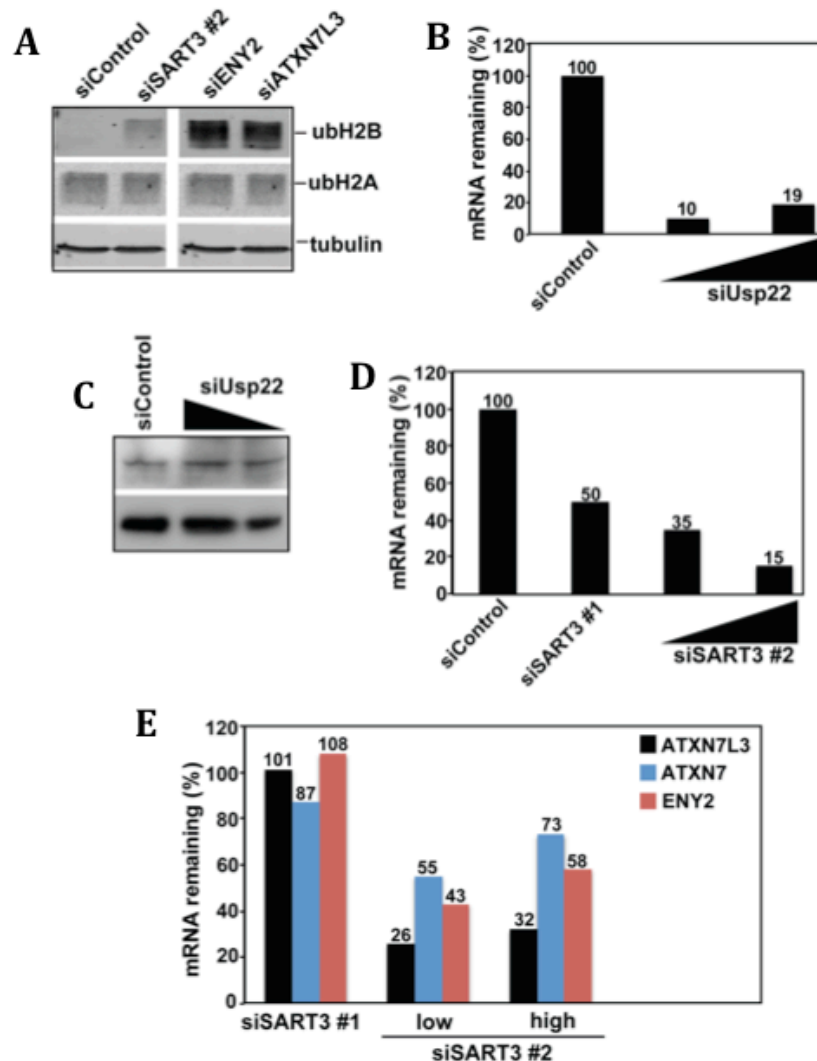 A
siControl
siSART3 #2
siENY2
siATXN7L3
ubH2B
ubH2A
tubulin
B
mRNA remaining (%)
120
100
80
60
40
20
0
100
10
19
siControl
siUsp22
C
siControl
siUsp22
D
mRNA remaining (%)
120
100
80
60
40
20
0
100
50
35
15
siControl
siSART3 #1
siSART3 #2
E
mRNA remaining (%)
120
100
80
60
40
20
0
101
87
108
26
55
43
32
73
58
ATXN7L3
ATXN7
ENY2
siSART3 #1
low
high
siSART3 #2